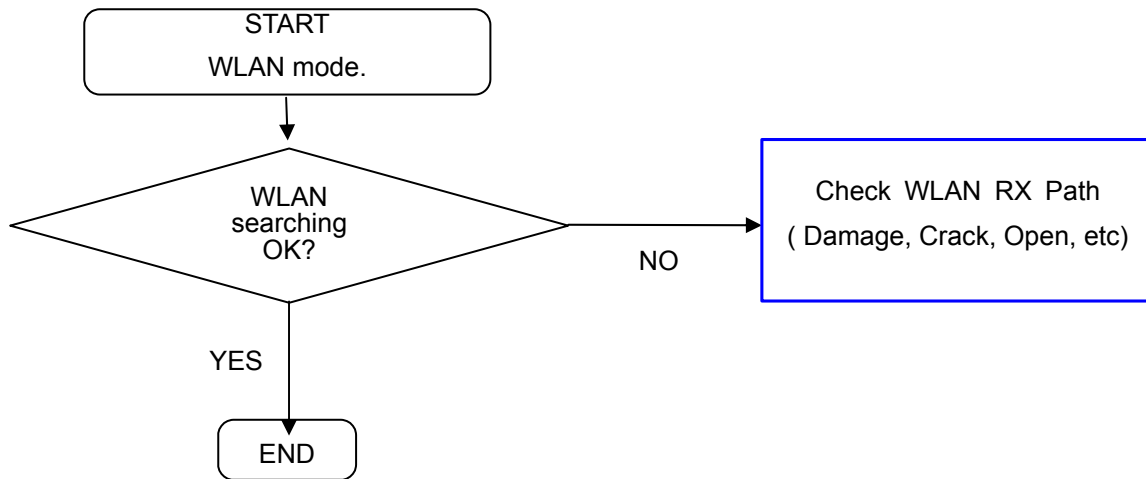 START
WLAN mode.
WLAN
searching
OK?
Check WLAN RX Path
( Damage, Crack, Open, etc)
NO
YES
END